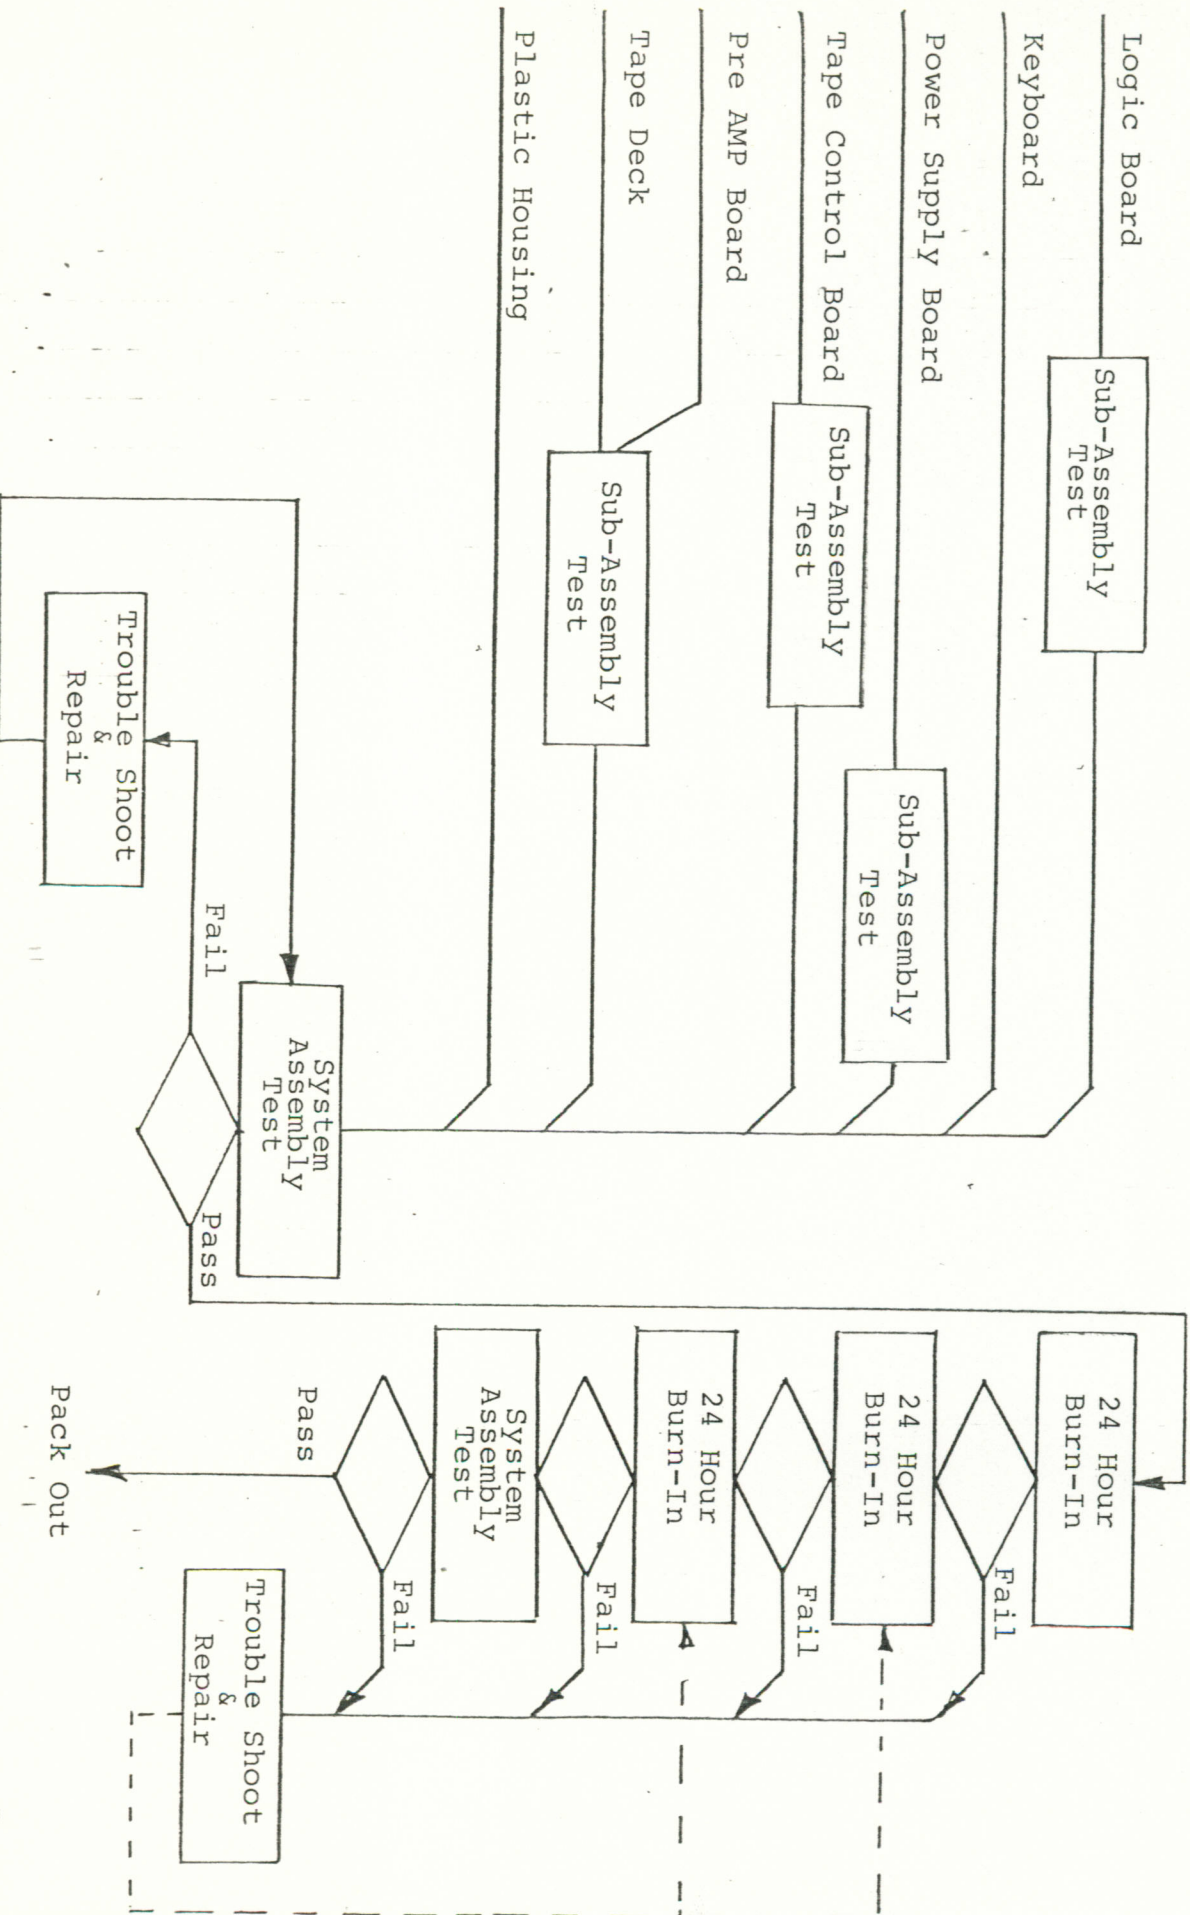 Logic Board
Sub-Assembly
Test
Keyboard
Power Supply Board
Sub-Assembly
Test
Tape Control Board
Sub-Assembly
Test
Pre AMP Board
Tape Deck
Sub-Assembly
Test
Plastic Housing
System
Assembly
Test
Fail
Pass
Trouble Shoot
&
Repair
24 Hour
Burn-In
Fail
24 Hour
Burn-In
Fail
24 Hour
Burn-In
Fail
System
Assembly
Test
Fail
Pass
Trouble Shoot
&
Repair
Pack Out